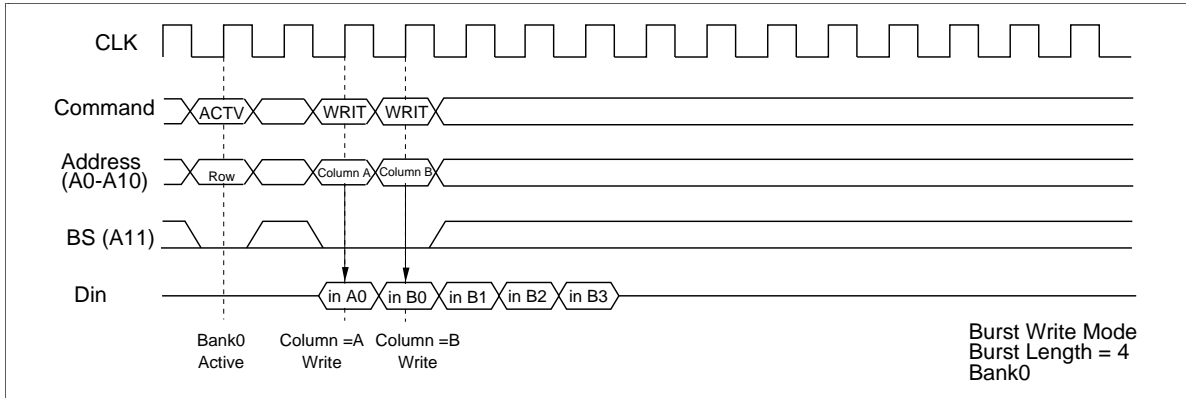 CLK
Command
ACTV
WRIT
WRIT
Address
(A0-A10)
Row
Column A
Column B
BS (A11)
Din
in A0
in B0
in B1
in B2
in B3
Bank0
Active
Column =A
Write
Column =B
Write
Burst Write Mode
Burst Length = 4
Bank0